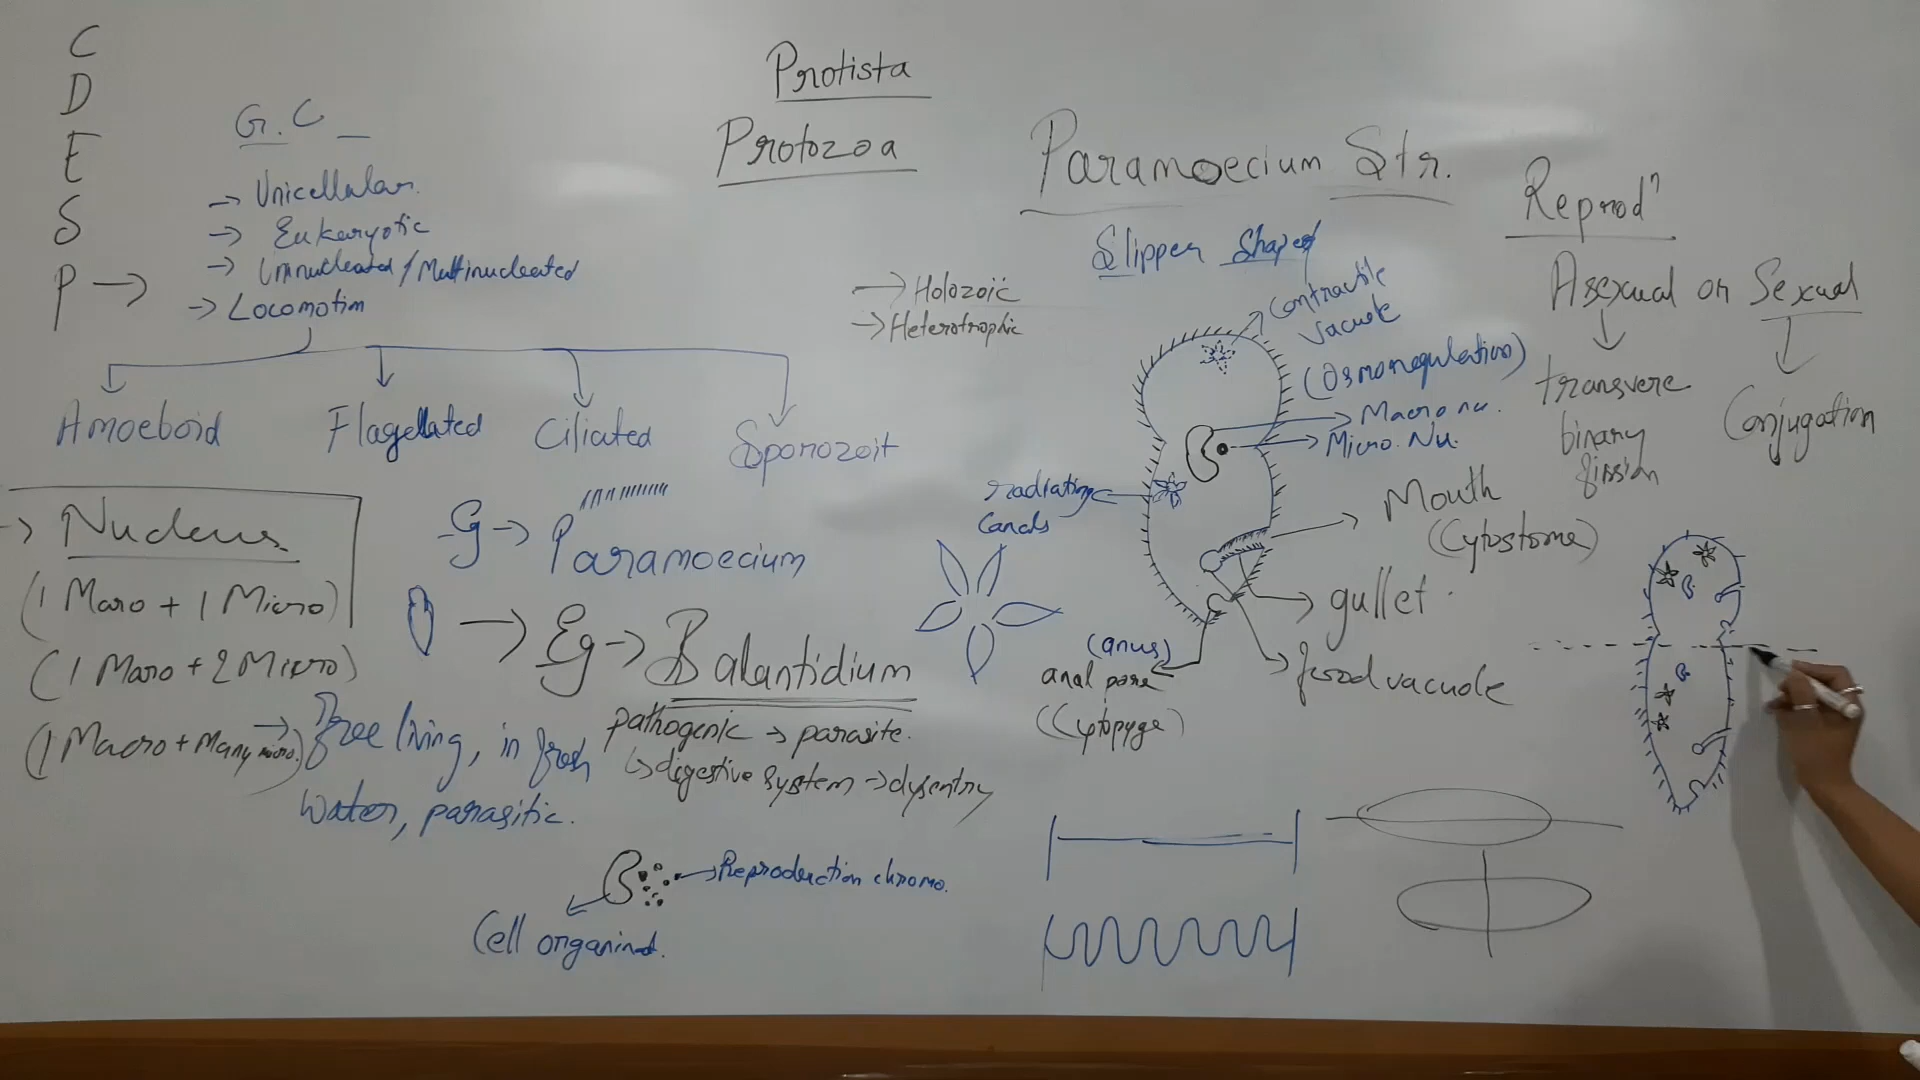 C
D
E
S
P →
Protista
Protozoa
G.C _
→ Unicellular.
→ Eukaryotic
→ Uninucleated / Multinucleated
→ Locomotion
Amoeboid
Flagellated
Ciliated
Sporozoit
→ Holozoic
→ Heterotrophic
→ Nucleus
(1 Maro + 1 Micro)
(1 Maro + 2 Micro)
(1 Macro + Many micro.)
Eg → Paramoecium
→ Eg → Balantidium
pathogenic → parasite.
↳ digestive system → dysentry
→ Free living, in fresh
water, parasitic.
→ Reproduction chromo.
Cell
Paramoecium Str.
Slipper Shaped
Contractile
vacuole
(Osmoregulation)
Macro nu.
Micro. Nu.
radiating
Canals
Mouth
(Cytostome)
gullet
food vacuole
(anus)
anal pore
(Cytopyge)
Reprodⁿ
Asexual or Sexual
transvere
binary
fission
Conjugation